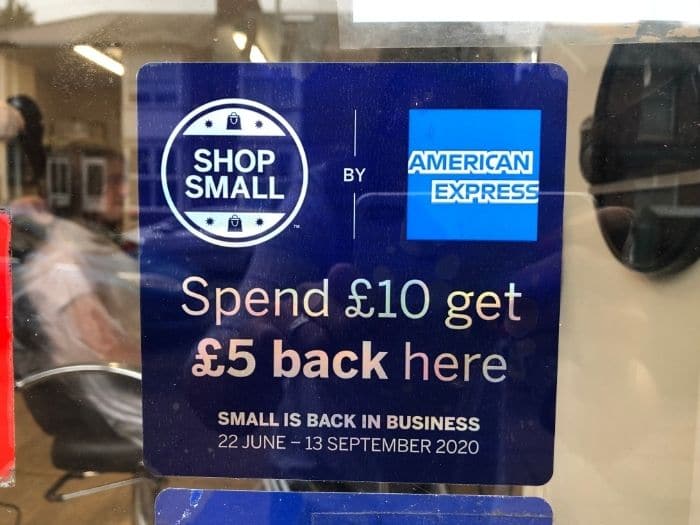 SHOP
SMALL
™
BY
AMERICAN
EXPRESS
Spend £10 get
£5 back here
SMALL IS BACK IN BUSINESS
22 JUNE – 13 SEPTEMBER 2020